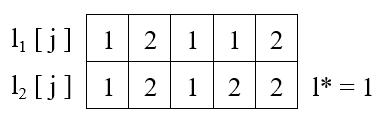 l₁ [ j ] 1 2 1 1 2
l₂ [ j ] 1 2 1 2 2 l* = 1